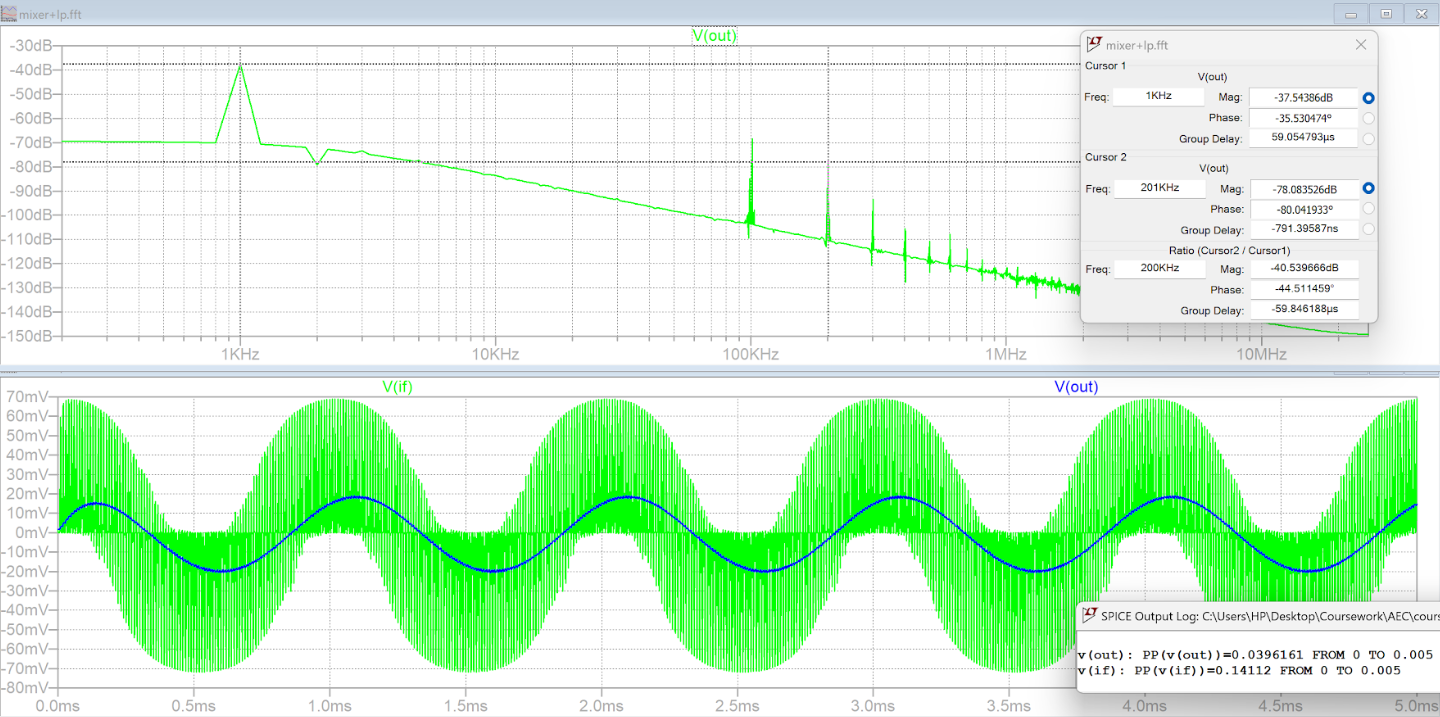 mixer+lp.fft
V(out)
-30dB
-40dB
-50dB
-60dB
-70dB
-80dB
-90dB
-100dB
-110dB
-120dB
-130dB
-140dB
-150dB
1KHz 10KHz 100KHz 1MHz 10MHz
mixer+lp.fft
Cursor 1
V(out)
Freq: 1KHz Mag: -37.54386dB
Phase: -35.530474°
Group Delay: 59.054793µs
Cursor 2
V(out)
Freq: 201KHz Mag: -78.083526dB
Phase: -80.041933°
Group Delay: -791.39587ns
Ratio (Cursor2 / Cursor1)
Freq: 200KHz Mag: -40.539666dB
Phase: -44.511459°
Group Delay: -59.846188µs
V(if) V(out)
70mV
60mV
50mV
40mV
30mV
20mV
10mV
0mV
-10mV
-20mV
-30mV
-40mV
-50mV
-60mV
-70mV
-80mV
0.0ms 0.5ms 1.0ms 1.5ms 2.0ms 2.5ms 3.0ms 3.5ms 4.0ms 4.5ms 5.0ms
SPICE Output Log: C:\Users\HP\Desktop\Coursework\AEC\cours
v(out): PP(v(out))=0.0396161 FROM 0 TO 0.005
v(if): PP(v(if))=0.14112 FROM 0 TO 0.005